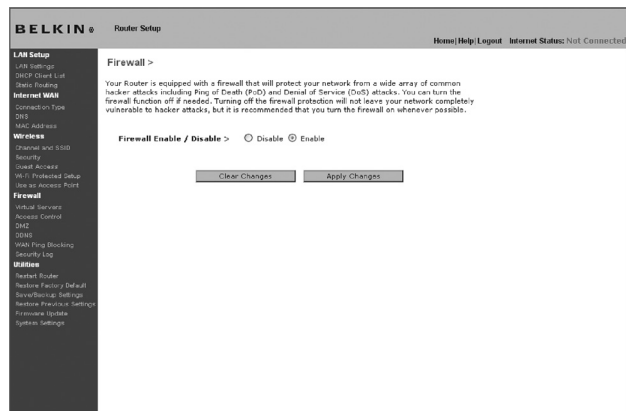 BELKIN
Router Setup
Home|Help|Logout Internet Status: Not Connected
LAN Setup
LAN Settings
DHCP Client List
Static Routing
Internet WAN
Connection Type
DNS
MAC Address
Wireless
Channel and SSID
Security
Guest Access
Wi-Fi Protected Setup
Use as Access Point
Firewall
Virtual Servers
Access Control
DMZ
DDNS
WAN Ping Blocking
Security Log
Utilities
Restart Router
Restore Factory Default
Save/Backup Settings
Restore Previous Settings
Firmware Update
System Settings
Firewall >
Your Router is equipped with a firewall that will protect your network from a wide array of common
hacker attacks including Ping of Death (PoD) and Denial of Service (DoS) attacks. You can turn the
firewall function off if needed. Turning off the firewall protection will not leave your network completely
vulnerable to hacker attacks, but it is recommended that you turn the firewall on whenever possible.
Firewall Enable / Disable > Disable Enable
Clear Changes Apply Changes